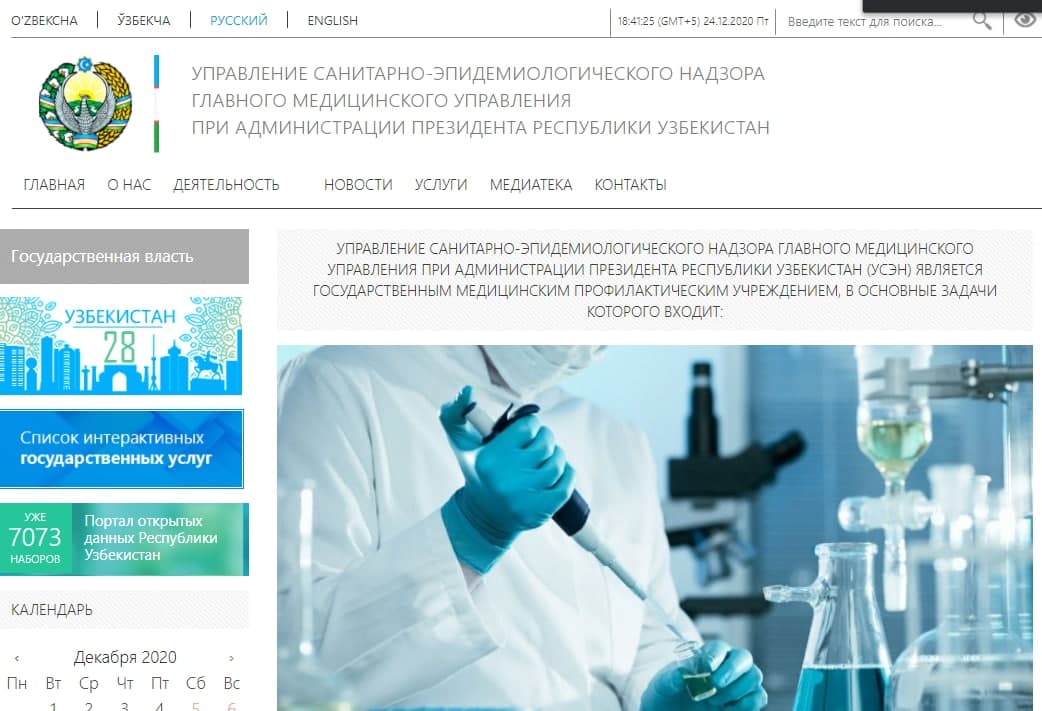 O'ZBEKCHA
ЎЗБЕКЧА
РУССКИЙ
ENGLISH
18:41:25 (GMT+5) 24.12.2020 Пт
Введите текст для поиска...
УПРАВЛЕНИЕ САНИТАРНО-ЭПИДЕМИОЛОГИЧЕСКОГО НАДЗОРА
ГЛАВНОГО МЕДИЦИНСКОГО УПРАВЛЕНИЯ
ПРИ АДМИНИСТРАЦИИ ПРЕЗИДЕНТА РЕСПУБЛИКИ УЗБЕКИСТАН
ГЛАВНАЯ
О НАС
ДЕЯТЕЛЬНОСТЬ
НОВОСТИ
УСЛУГИ
МЕДИАТЕКА
КОНТАКТЫ
Государственная власть
УЗБЕКИСТАН
28
Список интерактивных
государственных услуг
УЖЕ
7073
НАБОРОВ
Портал открытых
данных Республики
Узбекистан
КАЛЕНДАРЬ
‹ Декабря 2020 ›
Пн Вт Ср Чт Пт Сб Вс
1 2 3 4 5 6
УПРАВЛЕНИЕ САНИТАРНО-ЭПИДЕМИОЛОГИЧЕСКОГО НАДЗОРА ГЛАВНОГО МЕДИЦИНСКОГО
УПРАВЛЕНИЯ ПРИ АДМИНИСТРАЦИИ ПРЕЗИДЕНТА РЕСПУБЛИКИ УЗБЕКИСТАН (УСЭН) ЯВЛЯЕТСЯ
ГОСУДАРСТВЕННЫМ МЕДИЦИНСКИМ ПРОФИЛАКТИЧЕСКИМ УЧРЕЖДЕНИЕМ, В ОСНОВНЫЕ ЗАДАЧИ
КОТОРОГО ВХОДИТ: